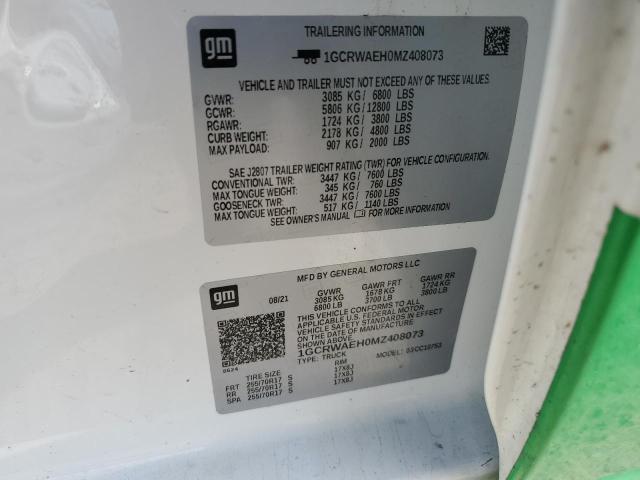 TRAILERING INFORMATION
gm
1GCRWAEH0MZ408073
VEHICLE AND TRAILER MUST NOT EXCEED ANY OF THESE VALUES
GVWR: 3085 KG/ 6800 LBS
GCWR: 5806 KG/12800 LBS
RGAWR: 1724 KG/ 3800 LBS
CURB WEIGHT: 2178 KG/ 4800 LBS
MAX PAYLOAD: 907 KG/ 2000 LBS
SAE J2807 TRAILER WEIGHT RATING (TWR) FOR VEHICLE CONFIGURATION.
CONVENTIONAL TWR: 3447 KG/ 7600 LBS
MAX TONGUE WEIGHT: 345 KG/ 760 LBS
GOOSENECK TWR: 3447 KG/ 7600 LBS
MAX TONGUE WEIGHT: 517 KG/ 1140 LBS
SEE OWNER'S MANUAL FOR MORE INFORMATION
MFD BY GENERAL MOTORS LLC
gm
08/21 GVWR GAWR FRT GAWR RR
3085 KG 1678 KG 1724 KG
6800 LB 3700 LB 3800 LB
THIS VEHICLE CONFORMS TO ALL
APPLICABLE U.S. FEDERAL MOTOR
VEHICLE SAFETY STANDARDS IN
EFFECT ON THE DATE OF
MANUFACTURE SHOWN ABOVE.
1GCRWAEH0MZ408073
TYPE: TRUCK MODEL:
TIRE SIZE RIM
FRT 255/70R17 S 17X8J
RR 255/70R17 S 17X8J
SPA 255/70R17 S 17X8J